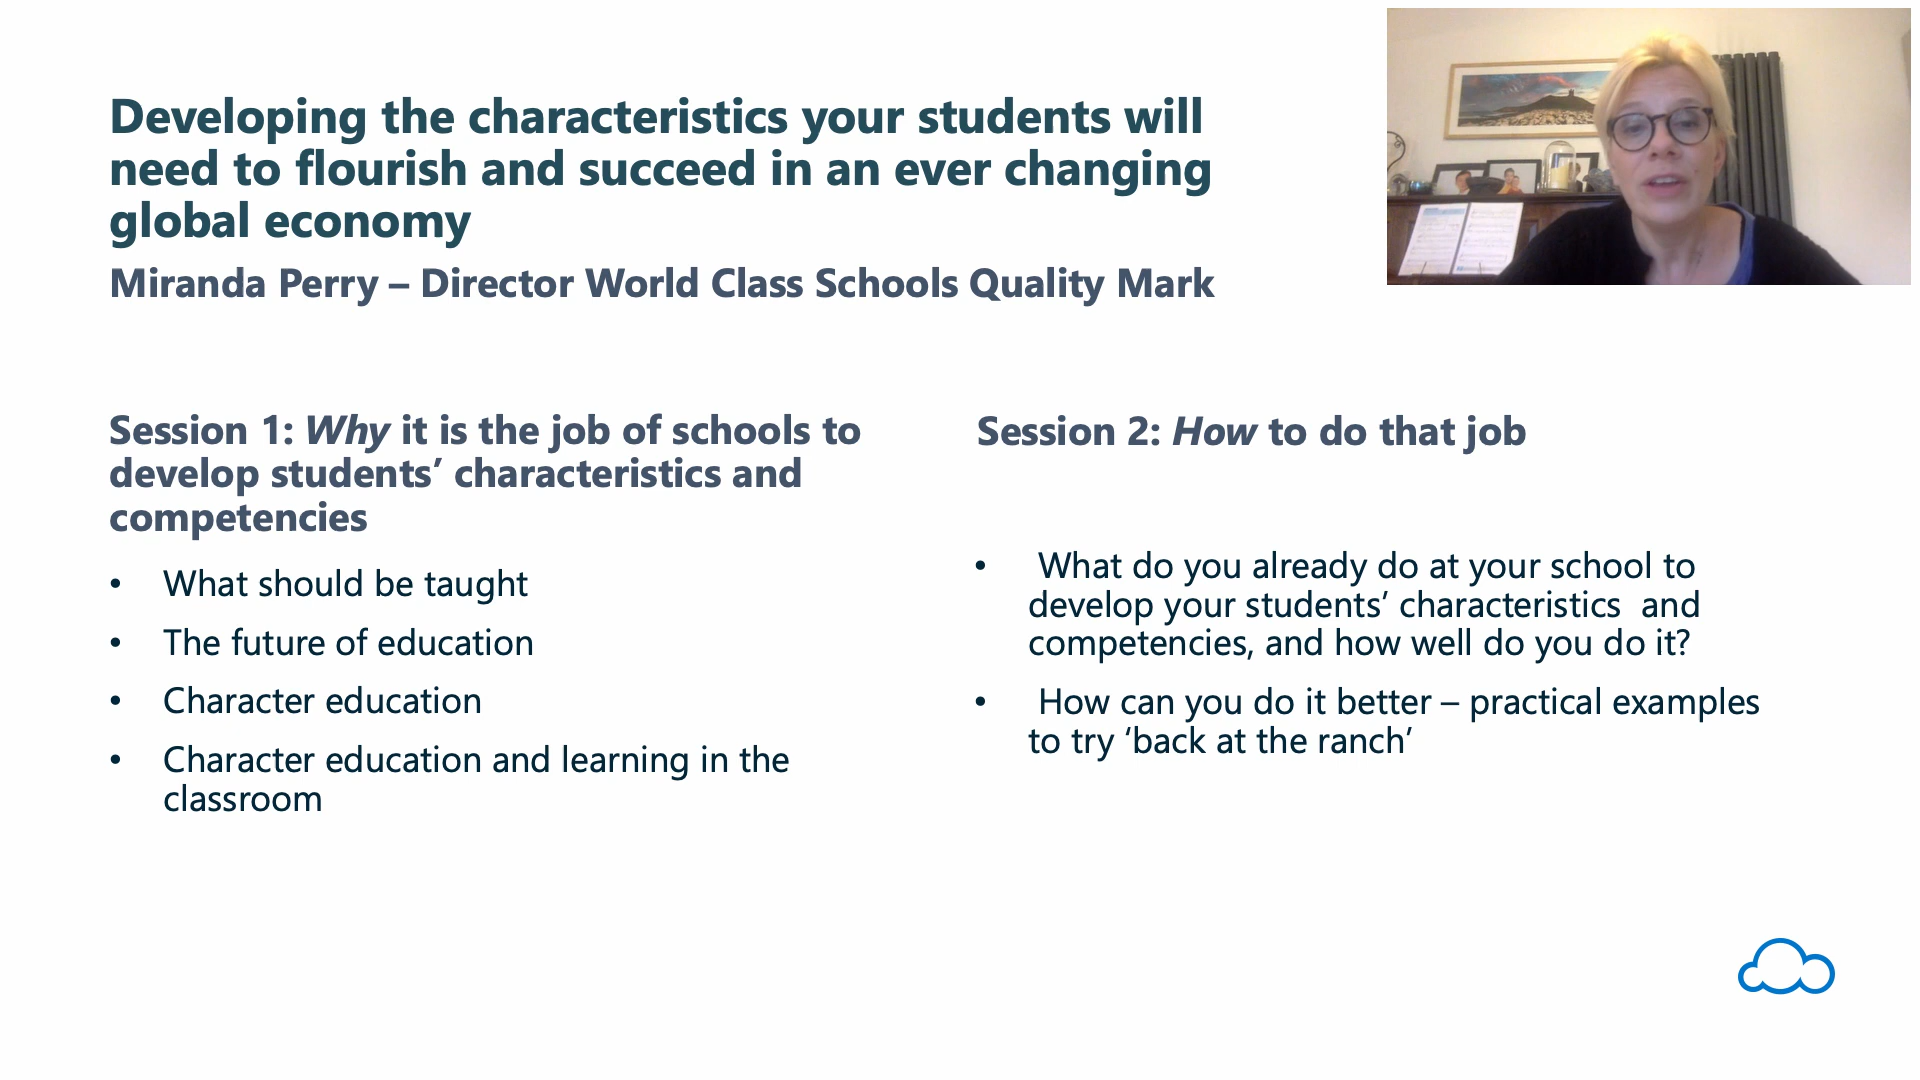 Developing the characteristics your students will
need to flourish and succeed in an ever changing
global economy
Miranda Perry – Director World Class Schools Quality Mark
Session 1: Why it is the job of schools to
develop students’ characteristics and
competencies
• What should be taught
• The future of education
• Character education
• Character education and learning in the
classroom
Session 2: How to do that job
• What do you already do at your school to
develop your students’ characteristics  and
competencies, and how well do you do it?
• How can you do it better – practical examples
to try ‘back at the ranch’